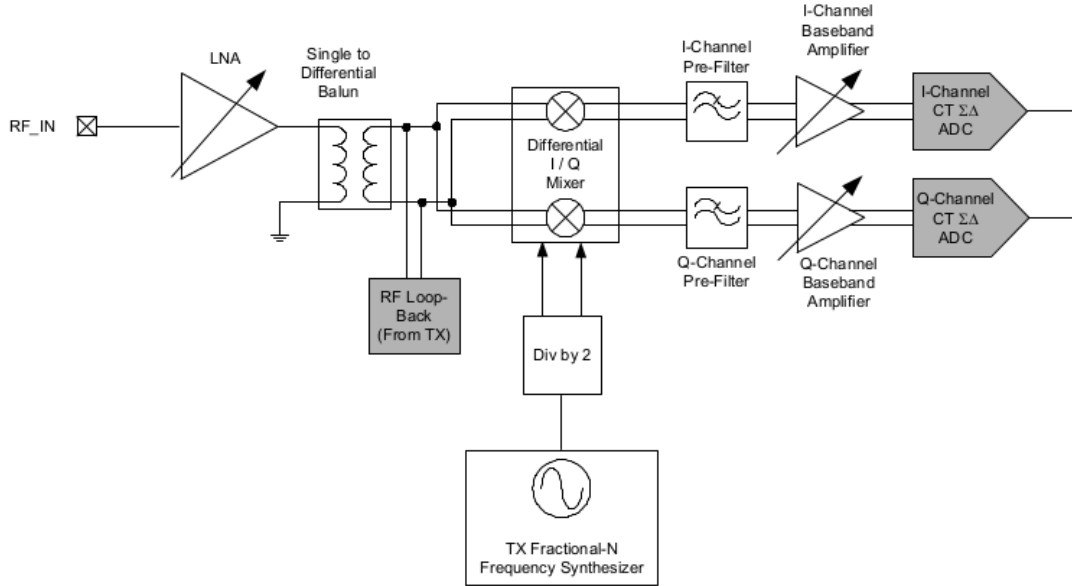 I-Channel
Baseband
Amplifier
LNA
Single to
Differential
Balun
I-Channel
Pre-Filter
I-Channel
CT ΣΔ
ADC
RF_IN
Differential
I / Q
Mixer
Q-Channel
CT ΣΔ
ADC
Q-Channel
Pre-Filter
Q-Channel
Baseband
Amplifier
RF Loop-
Back
(From TX)
Div by 2
TX Fractional-N
Frequency Synthesizer